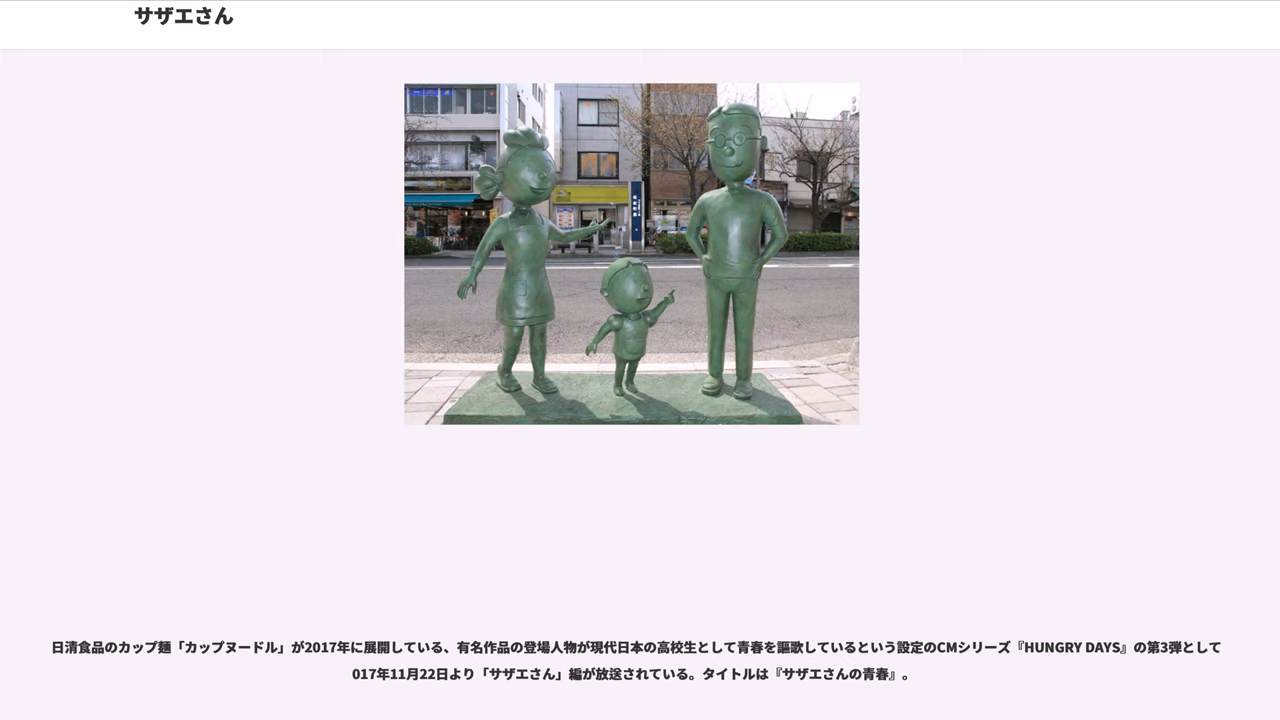 サザエさん
日清食品のカップ麺「カップヌードル」が2017年に展開している、有名作品の登場人物が現代日本の高校生として青春を謳歌しているという設定のCMシリーズ『HUNGRY DAYS』の第3弾として
017年11月22日より「サザエさん」編が放送されている。タイトルは『サザエさんの青春』。